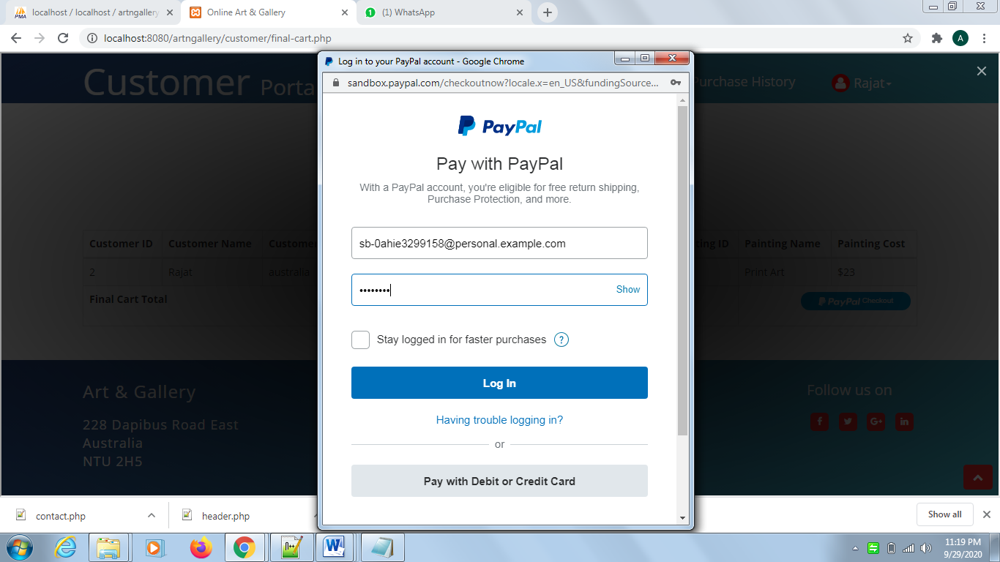 localhost / localhost / artngallery
Online Art & Gallery
(1) WhatsApp
localhost:8080/artngallery/customer/final-cart.php
A
Log in to your PayPal account - Google Chrome
sandbox.paypal.com/checkoutnow?locale.x=en_US&fundingSource...
Customer Porta
Purchase History
Rajat
PayPal
Pay with PayPal
With a PayPal account, you're eligible for free return shipping,
Purchase Protection, and more.
sb-0ahie3299158@personal.example.com
••••••••
Show
Stay logged in for faster purchases ?
Log In
Having trouble logging in?
or
Pay with Debit or Credit Card
Customer ID Customer Name Custome ting ID Painting Name Painting Cost
2 Rajat australia Print Art $23
Final Cart Total
PayPal Checkout
Art & Gallery
228 Dapibus Road East
Australia
NTU 2H5
Follow us on
contact.php
header.php
Show all
11:19 PM
9/29/2020